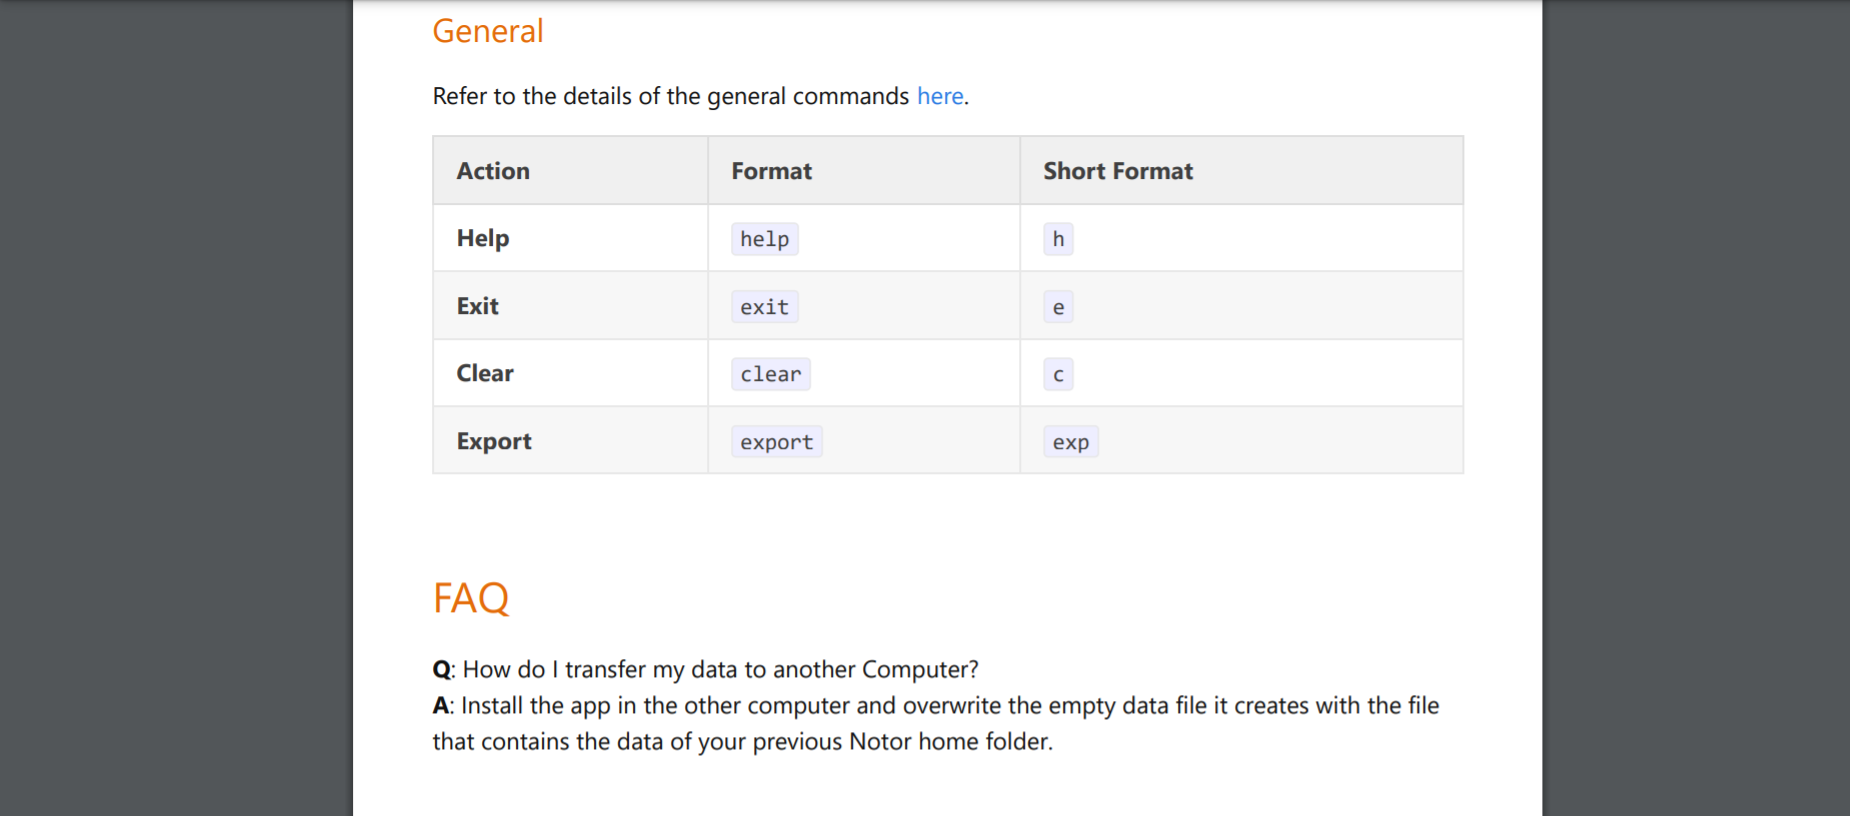 General
Refer to the details of the general commands here.
Action Format Short Format
Help help h
Exit exit e
Clear clear c
Export export exp
FAQ
Q: How do I transfer my data to another Computer?
A: Install the app in the other computer and overwrite the empty data file it creates with the file
that contains the data of your previous Notor home folder.